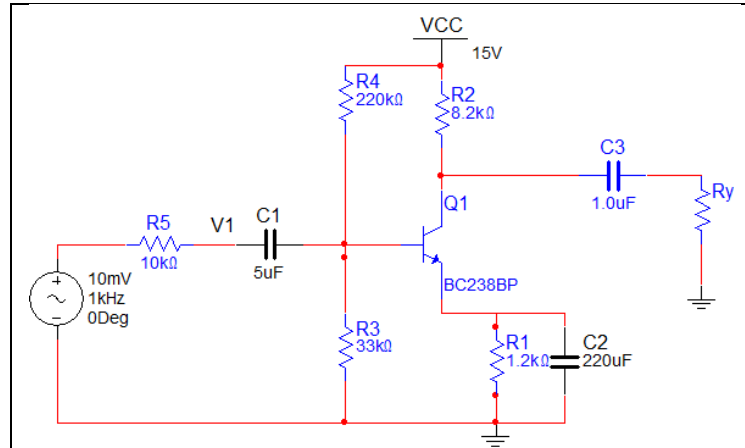 VCC
15V
R4
220kΩ
R2
8.2kΩ
C3
1.0uF
Ry
Q1
BC238BP
R5
10kΩ
V1
C1
5uF
10mV
1kHz
0Deg
R3
33kΩ
R1
1.2kΩ
C2
220uF